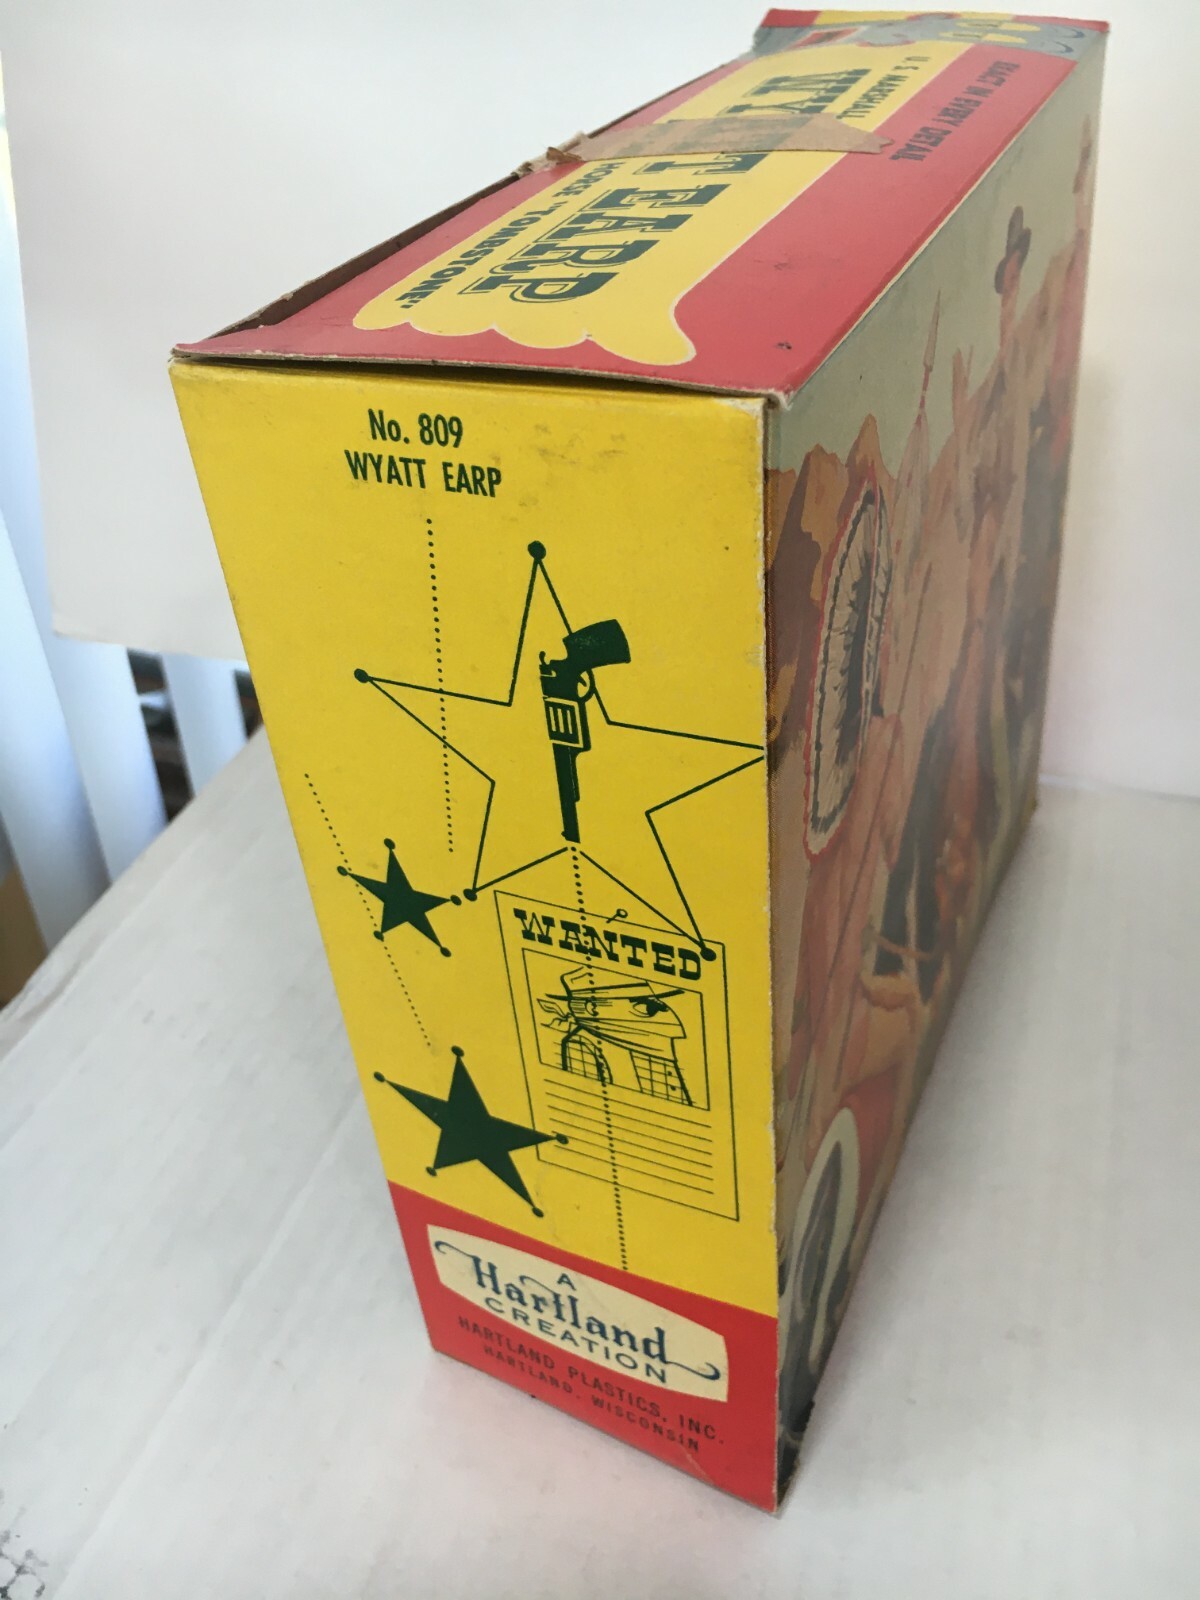 EXACT IN EVERY DETAIL
U. S. MARSHALL
WYATT EARP
HORSE "TOMBSTONE"
No. 809
WYATT EARP
WANTED
A
Hartland
CREATION
HARTLAND PLASTICS, INC.
HARTLAND, WISCONSIN